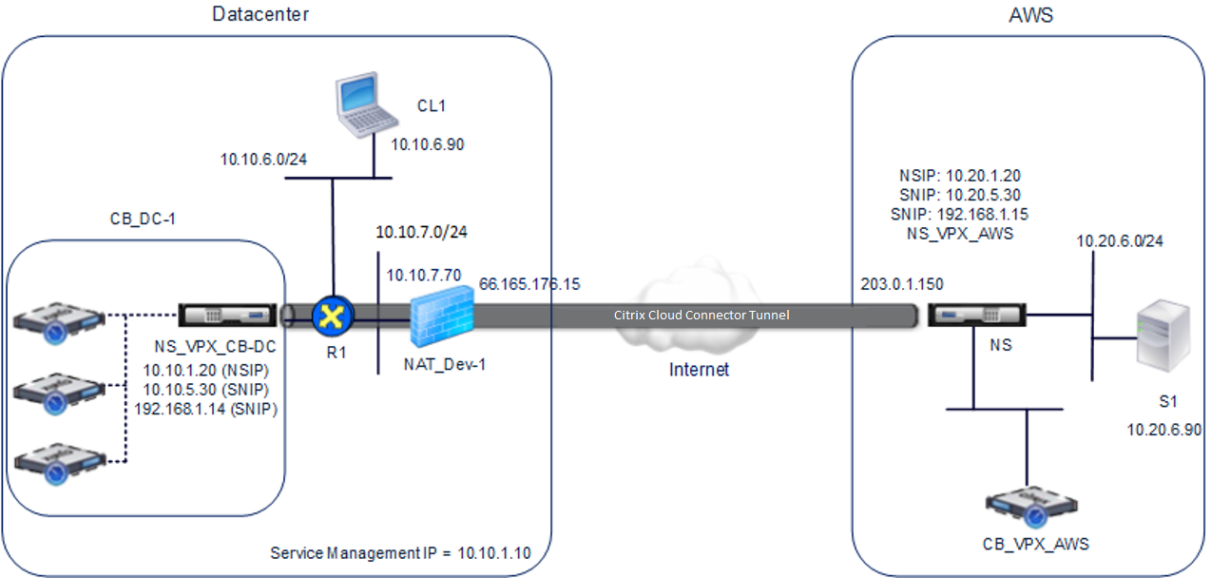 Datacenter
CL1
10.10.6.90
10.10.6.0/24
CB_DC-1
10.10.7.0/24
10.10.7.70
66.165.176.15
NS_VPX_CB-DC
10.10.1.20 (NSIP)
10.10.5.30 (SNIP)
192.168.1.14 (SNIP)
R1
NAT_Dev-1
Service Management IP = 10.10.1.10
Citrix Cloud Connector Tunnel
Internet
AWS
NSIP: 10.20.1.20
SNIP: 10.20.5.30
SNIP: 192.168.1.15
NS_VPX_AWS
10.20.6.0/24
203.0.1.150
NS
S1
10.20.6.90
CB_VPX_AWS